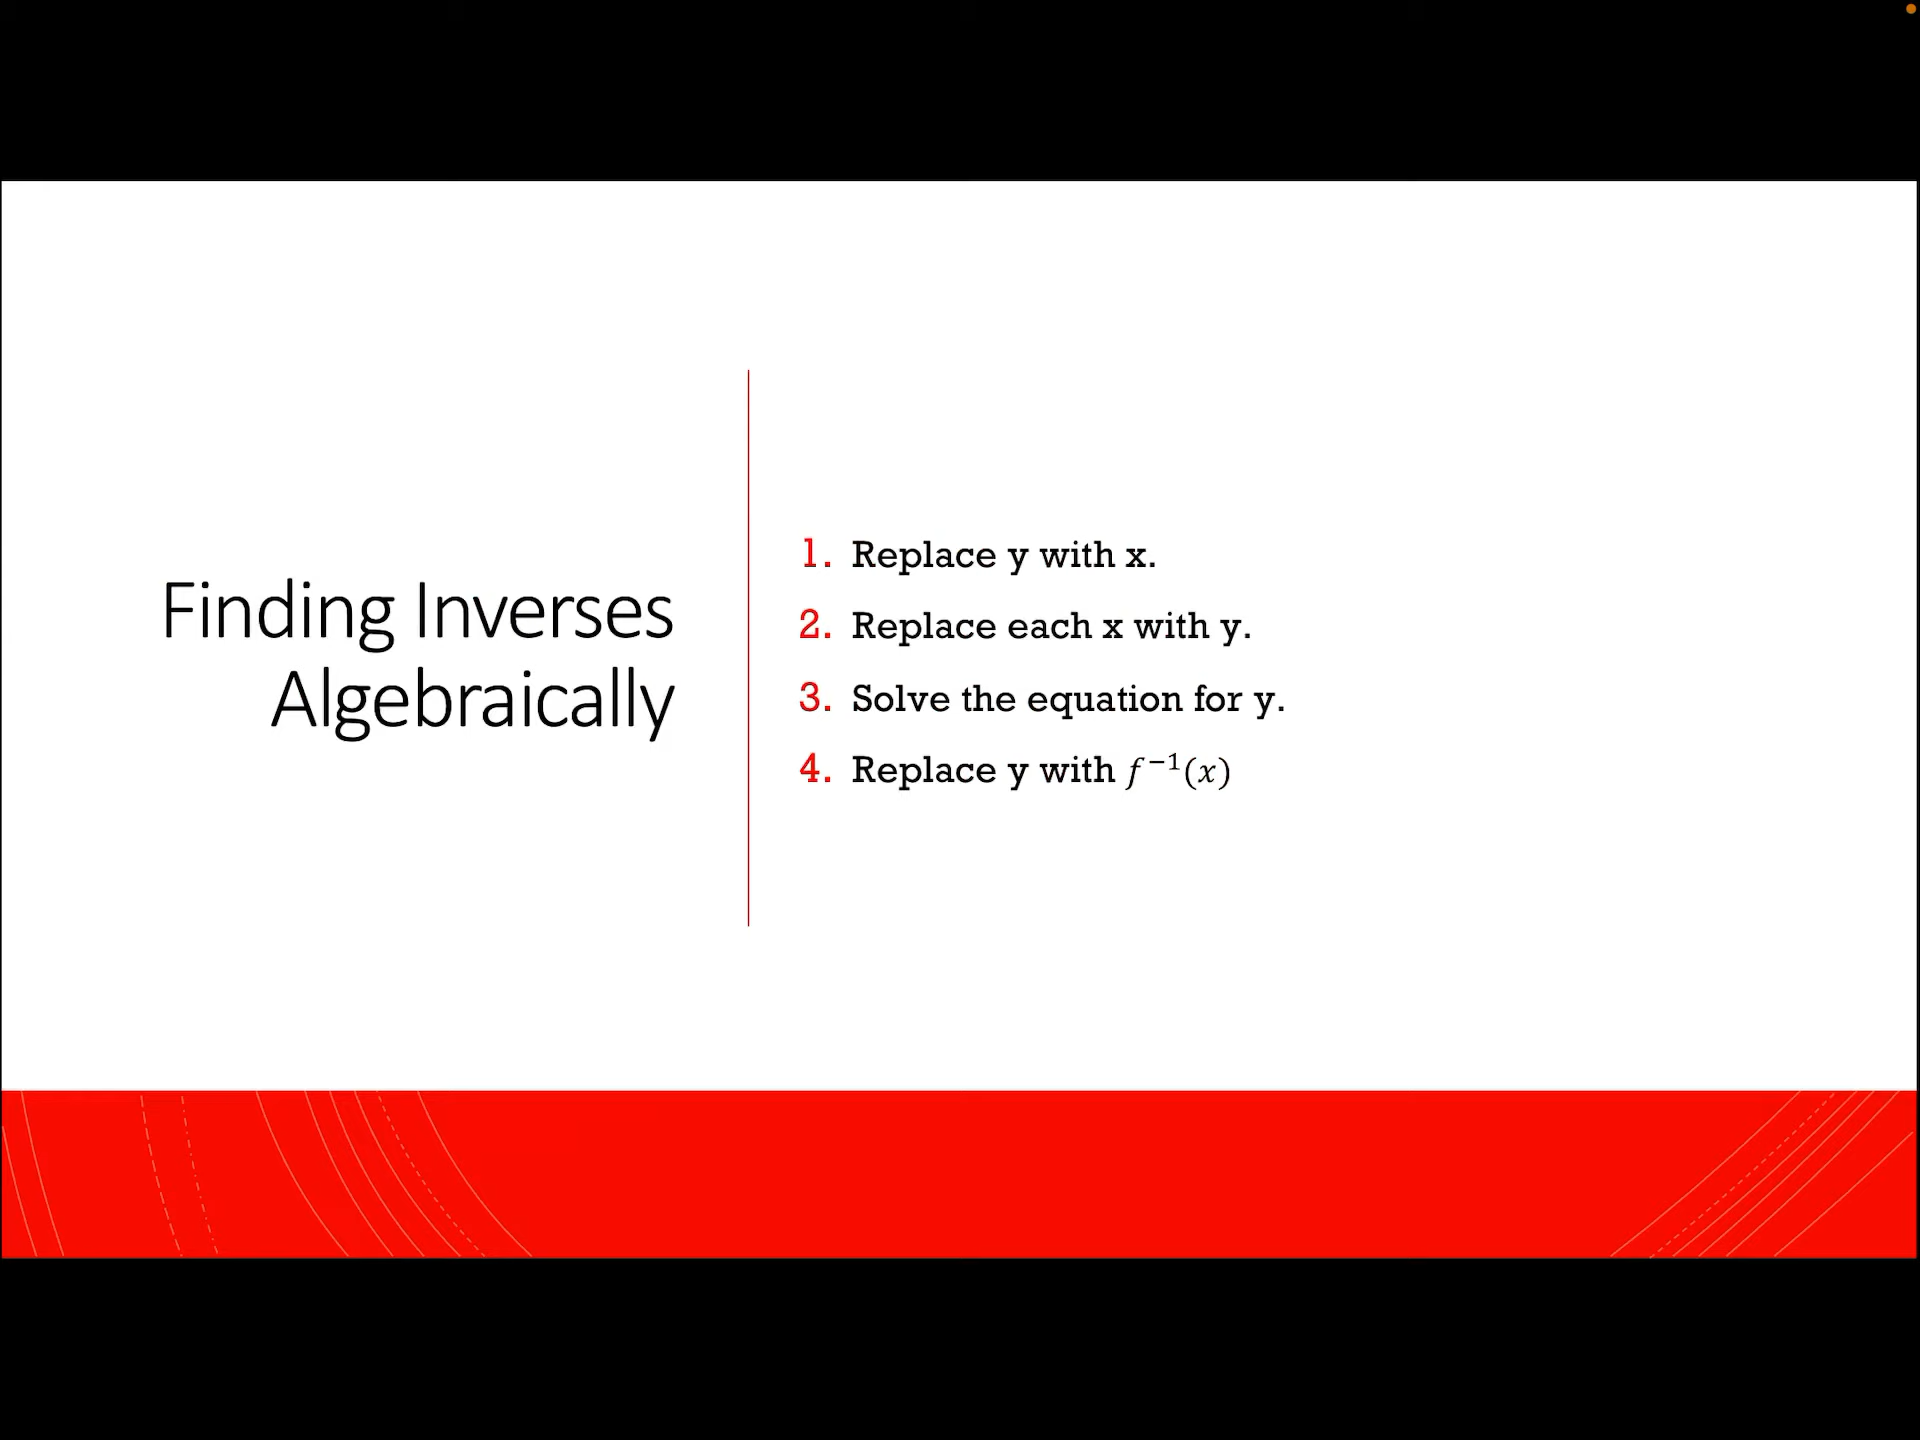 Finding Inverses
Algebraically
1. Replace y with x.
2. Replace each x with y.
3. Solve the equation for y.
4. Replace y with f⁻¹(x)